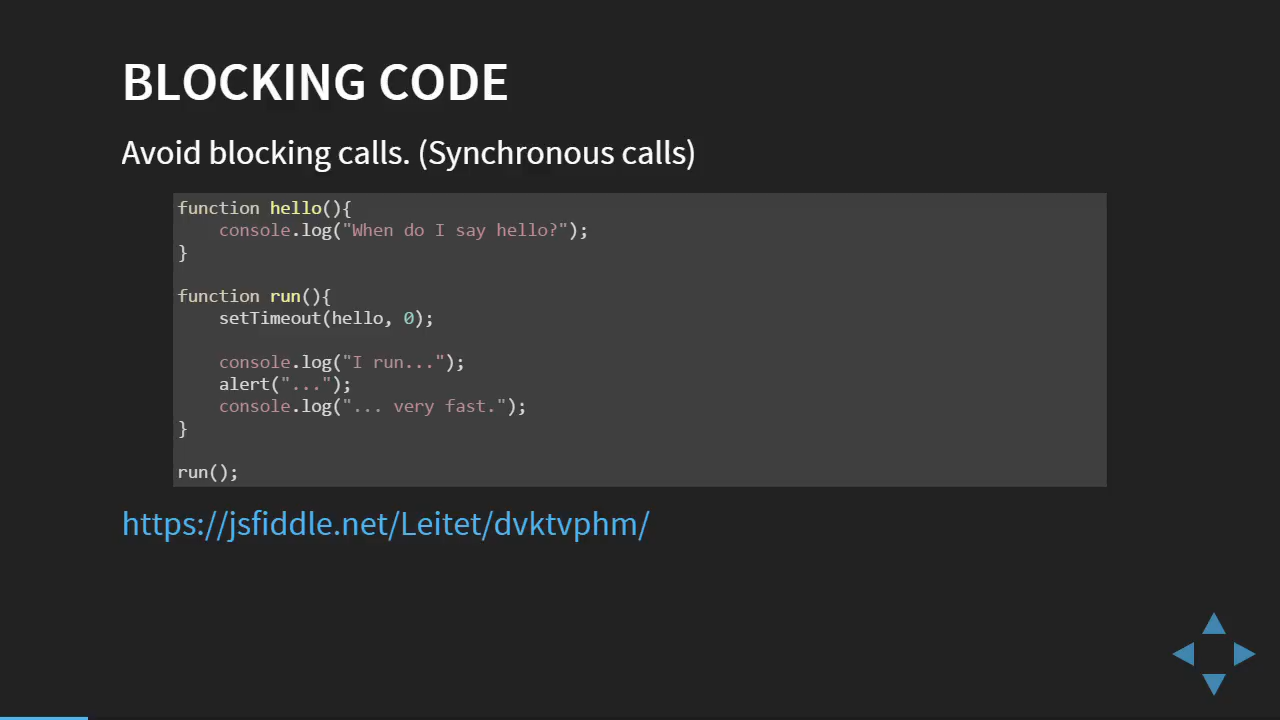 BLOCKING CODE
Avoid blocking calls. (Synchronous calls)
function hello(){
    console.log("When do I say hello?");
}
function run(){
    setTimeout(hello, 0);
    console.log("I run...");
    alert("...");
    console.log("... very fast.");
}
run();
https://jsfiddle.net/Leitet/dvktvphm/